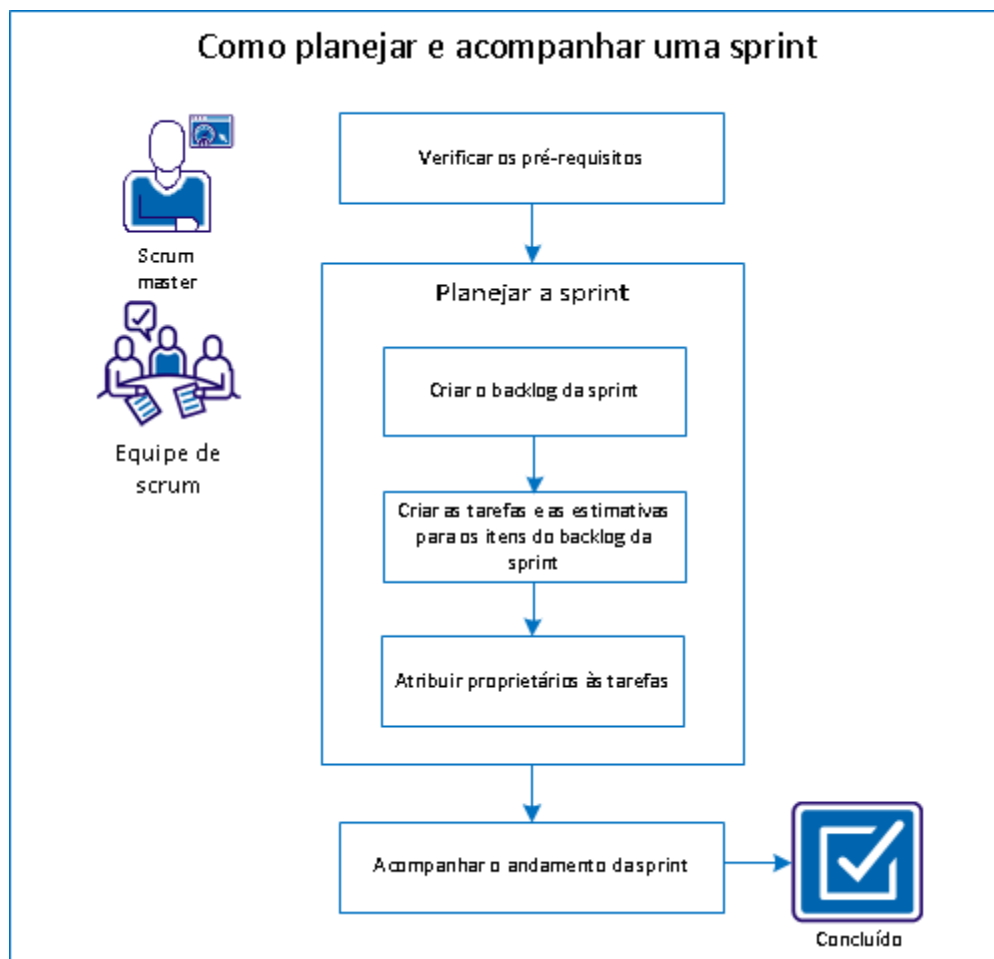 Como planejar e acompanhar uma sprint
Verificar os pré-requisitos
Scrum
master
Planejar a sprint
Criar o backlog da sprint
Equipe de
scrum
Criar as tarefas e as estimativas
para os itens do backlog da
sprint
Atribuir proprietários às tarefas
Acompanhar o andamento da sprint
Concluído